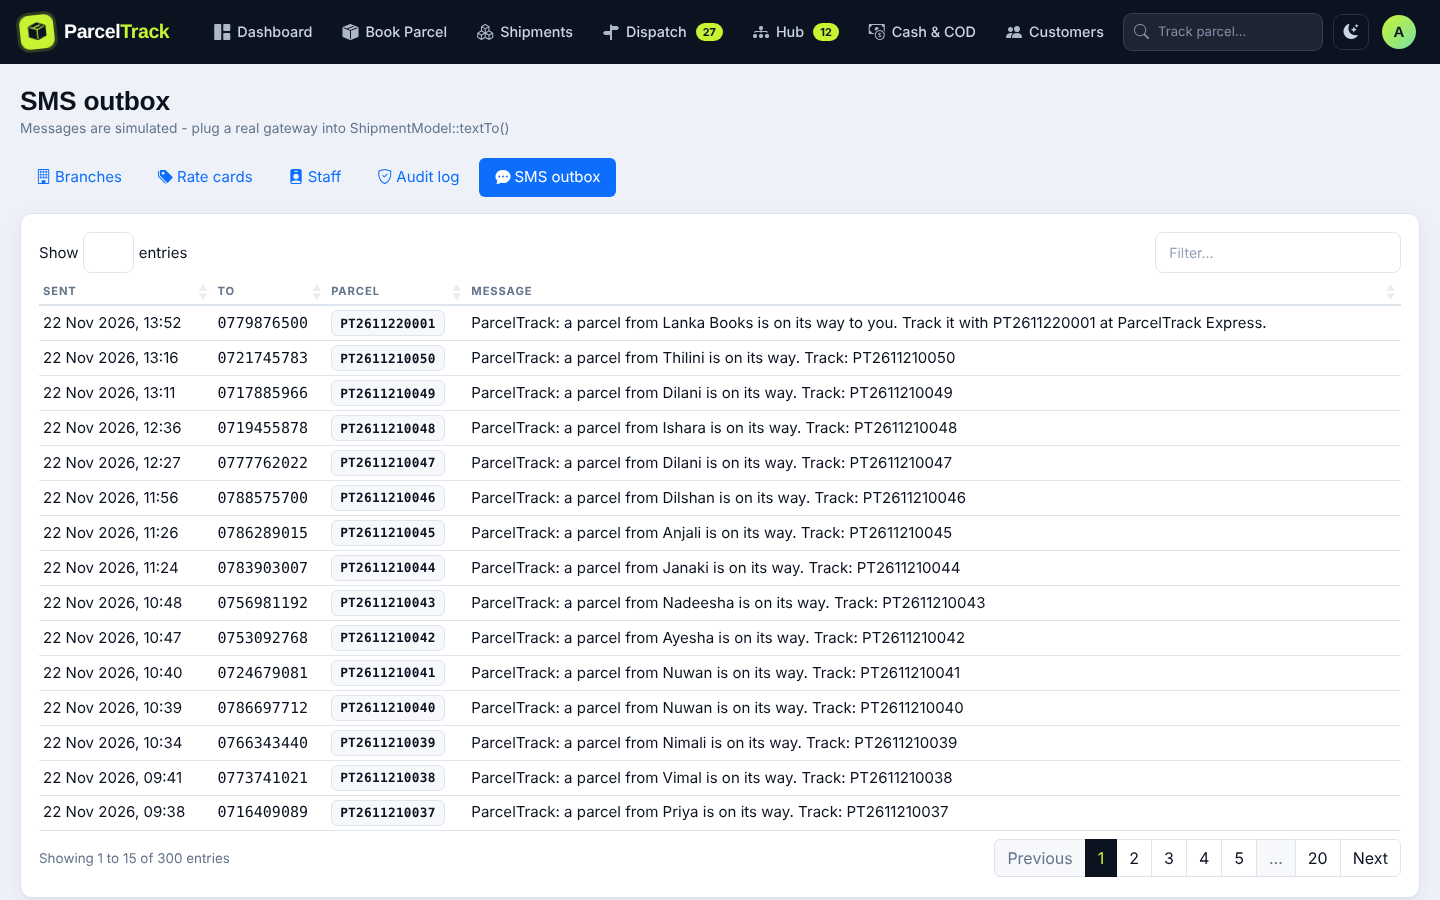 ParcelTrack Dashboard Book Parcel Shipments Dispatch 27 Hub 12 Cash & COD Customers Track parcel... A
SMS outbox
Messages are simulated - plug a real gateway into ShipmentModel::textTo()
Branches Rate cards Staff Audit log SMS outbox
Show entries Filter...
SENT TO PARCEL MESSAGE
22 Nov 2026, 13:52 0779876500 PT2611220001 ParcelTrack: a parcel from Lanka Books is on its way to you. Track it with PT2611220001 at ParcelTrack Express.
22 Nov 2026, 13:16 0721745783 PT2611210050 ParcelTrack: a parcel from Thilini is on its way. Track: PT2611210050
22 Nov 2026, 13:11 0717885966 PT2611210049 ParcelTrack: a parcel from Dilani is on its way. Track: PT2611210049
22 Nov 2026, 12:36 0719455878 PT2611210048 ParcelTrack: a parcel from Ishara is on its way. Track: PT2611210048
22 Nov 2026, 12:27 0777762022 PT2611210047 ParcelTrack: a parcel from Dilani is on its way. Track: PT2611210047
22 Nov 2026, 11:56 0788575700 PT2611210046 ParcelTrack: a parcel from Dilshan is on its way. Track: PT2611210046
22 Nov 2026, 11:26 0786289015 PT2611210045 ParcelTrack: a parcel from Anjali is on its way. Track: PT2611210045
22 Nov 2026, 11:24 0783903007 PT2611210044 ParcelTrack: a parcel from Janaki is on its way. Track: PT2611210044
22 Nov 2026, 10:48 0756981192 PT2611210043 ParcelTrack: a parcel from Nadeesha is on its way. Track: PT2611210043
22 Nov 2026, 10:47 0753092768 PT2611210042 ParcelTrack: a parcel from Ayesha is on its way. Track: PT2611210042
22 Nov 2026, 10:40 0724679081 PT2611210041 ParcelTrack: a parcel from Nuwan is on its way. Track: PT2611210041
22 Nov 2026, 10:39 0786697712 PT2611210040 ParcelTrack: a parcel from Nuwan is on its way. Track: PT2611210040
22 Nov 2026, 10:34 0766343440 PT2611210039 ParcelTrack: a parcel from Nimali is on its way. Track: PT2611210039
22 Nov 2026, 09:41 0773741021 PT2611210038 ParcelTrack: a parcel from Vimal is on its way. Track: PT2611210038
22 Nov 2026, 09:38 0716409089 PT2611210037 ParcelTrack: a parcel from Priya is on its way. Track: PT2611210037
Showing 1 to 15 of 300 entries Previous 1 2 3 4 5 ... 20 Next